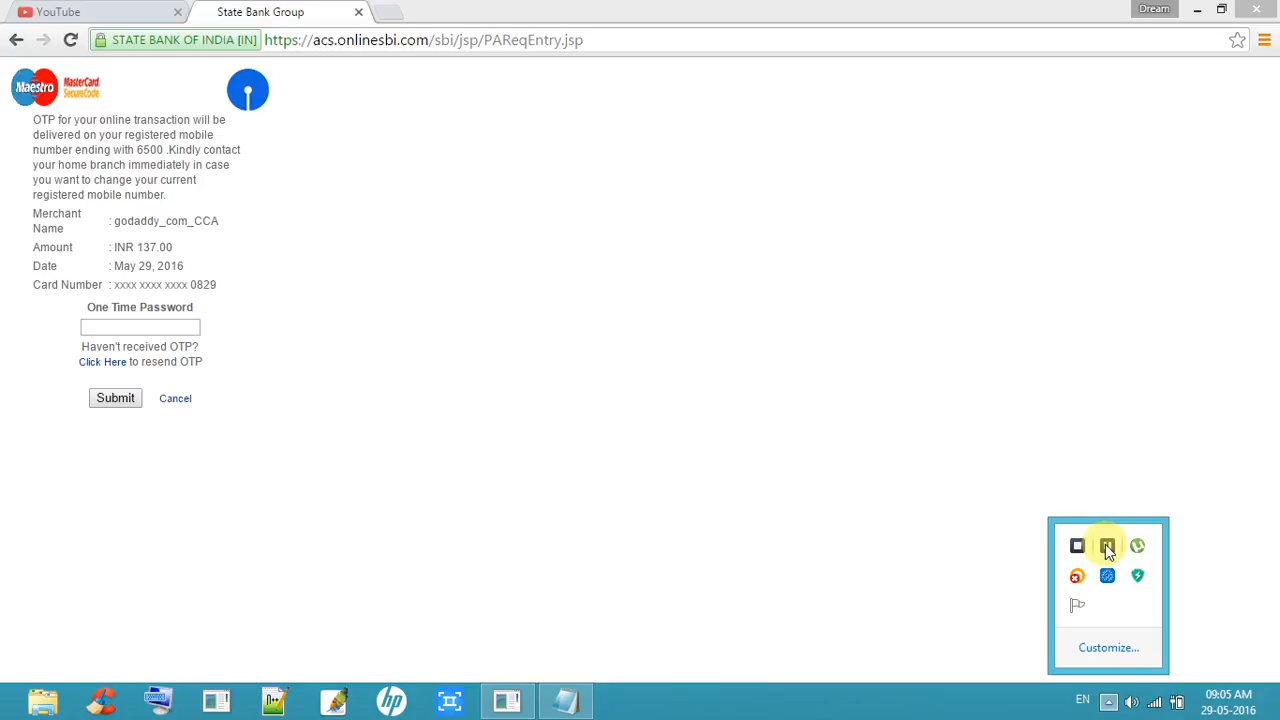 YouTube
State Bank Group
Dream
STATE BANK OF INDIA [IN]
https://acs.onlinesbi.com/sbi/jsp/PAReqEntry.jsp
Maestro
MasterCard.
SecureCode.
OTP for your online transaction will be
delivered on your registered mobile
number ending with 6500 .Kindly contact
your home branch immediately in case
you want to change your current
registered mobile number.
Merchant
Name : godaddy_com_CCA
Amount : INR 137.00
Date : May 29, 2016
Card Number : xxxx xxxx xxxx 0829
One Time Password
Haven't received OTP?
Click Here to resend OTP
Submit Cancel
Customize...
hp
EN
09:05 AM
29-05-2016